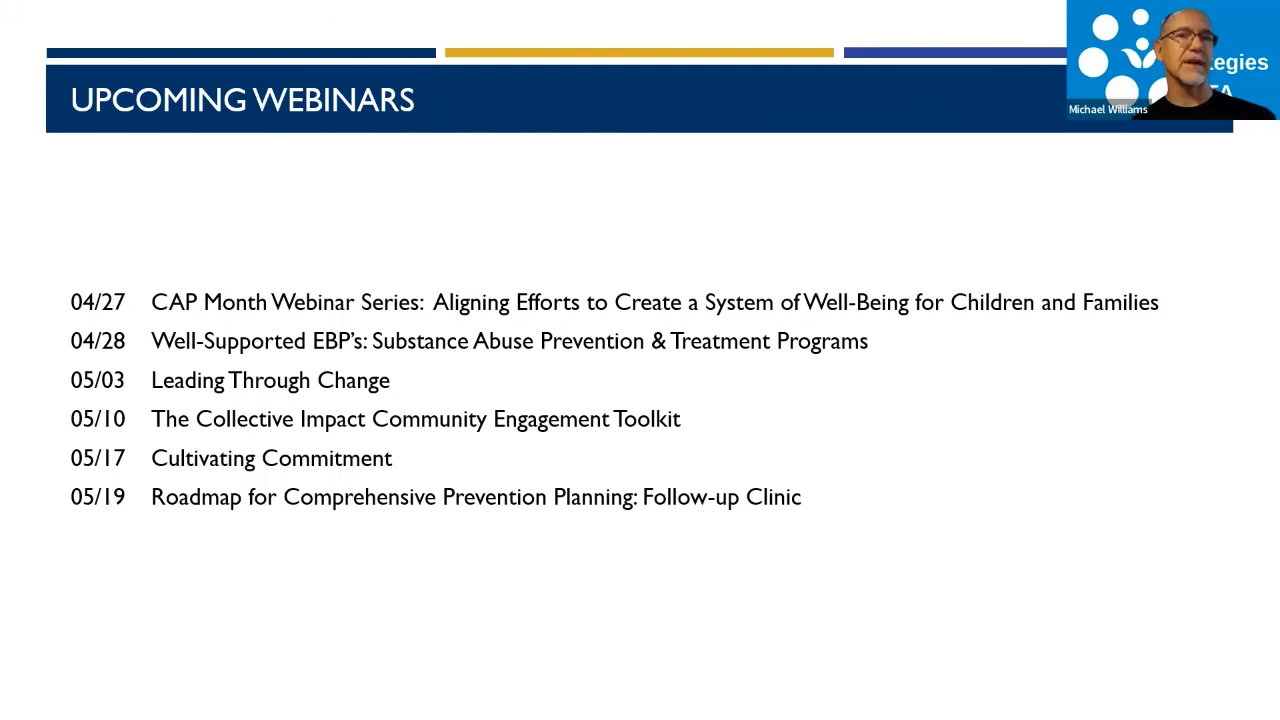 UPCOMING WEBINARS
egies
TA
Michael Williams
04/27 CAP Month Webinar Series: Aligning Efforts to Create a System of Well-Being for Children and Families
04/28 Well-Supported EBP’s: Substance Abuse Prevention & Treatment Programs
05/03 Leading Through Change
05/10 The Collective Impact Community Engagement Toolkit
05/17 Cultivating Commitment
05/19 Roadmap for Comprehensive Prevention Planning: Follow-up Clinic